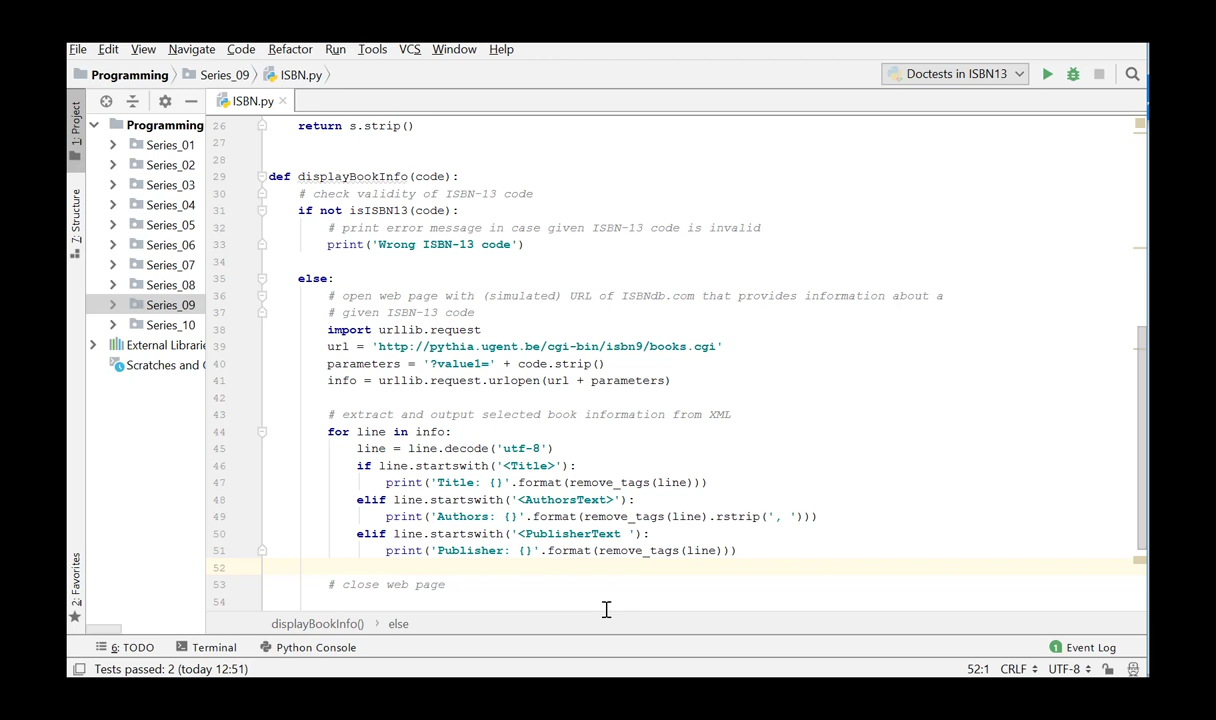 File Edit View Navigate Code Refactor Run Tools VCS Window Help
Programming Series_09 ISBN.py Doctests in ISBN13
1: Project
7: Structure
2: Favorites
ISBN.py
Programming
Series_01
Series_02
Series_03
Series_04
Series_05
Series_06
Series_07
Series_08
Series_09
Series_10
External Librarie
Scratches and C
26 return s.strip()
27
28
29 def displayBookInfo(code):
30 # check validity of ISBN-13 code
31 if not isISBN13(code):
32 # print error message in case given ISBN-13 code is invalid
33 print('Wrong ISBN-13 code')
34
35 else:
36 # open web page with (simulated) URL of ISBNdb.com that provides information about a
37 # given ISBN-13 code
38 import urllib.request
39 url = 'http://pythia.ugent.be/cgi-bin/isbn9/books.cgi'
40 parameters = '?value1=' + code.strip()
41 info = urllib.request.urlopen(url + parameters)
42
43 # extract and output selected book information from XML
44 for line in info:
45 line = line.decode('utf-8')
46 if line.startswith('<Title>'):
47 print('Title: {}'.format(remove_tags(line)))
48 elif line.startswith('<AuthorsText>'):
49 print('Authors: {}'.format(remove_tags(line).rstrip(', ')))
50 elif line.startswith('<PublisherText '):
51 print('Publisher: {}'.format(remove_tags(line)))
52
53 # close web page
54
displayBookInfo() else
6: TODO Terminal Python Console 1 Event Log
Tests passed: 2 (today 12:51) 52:1 CRLF UTF-8